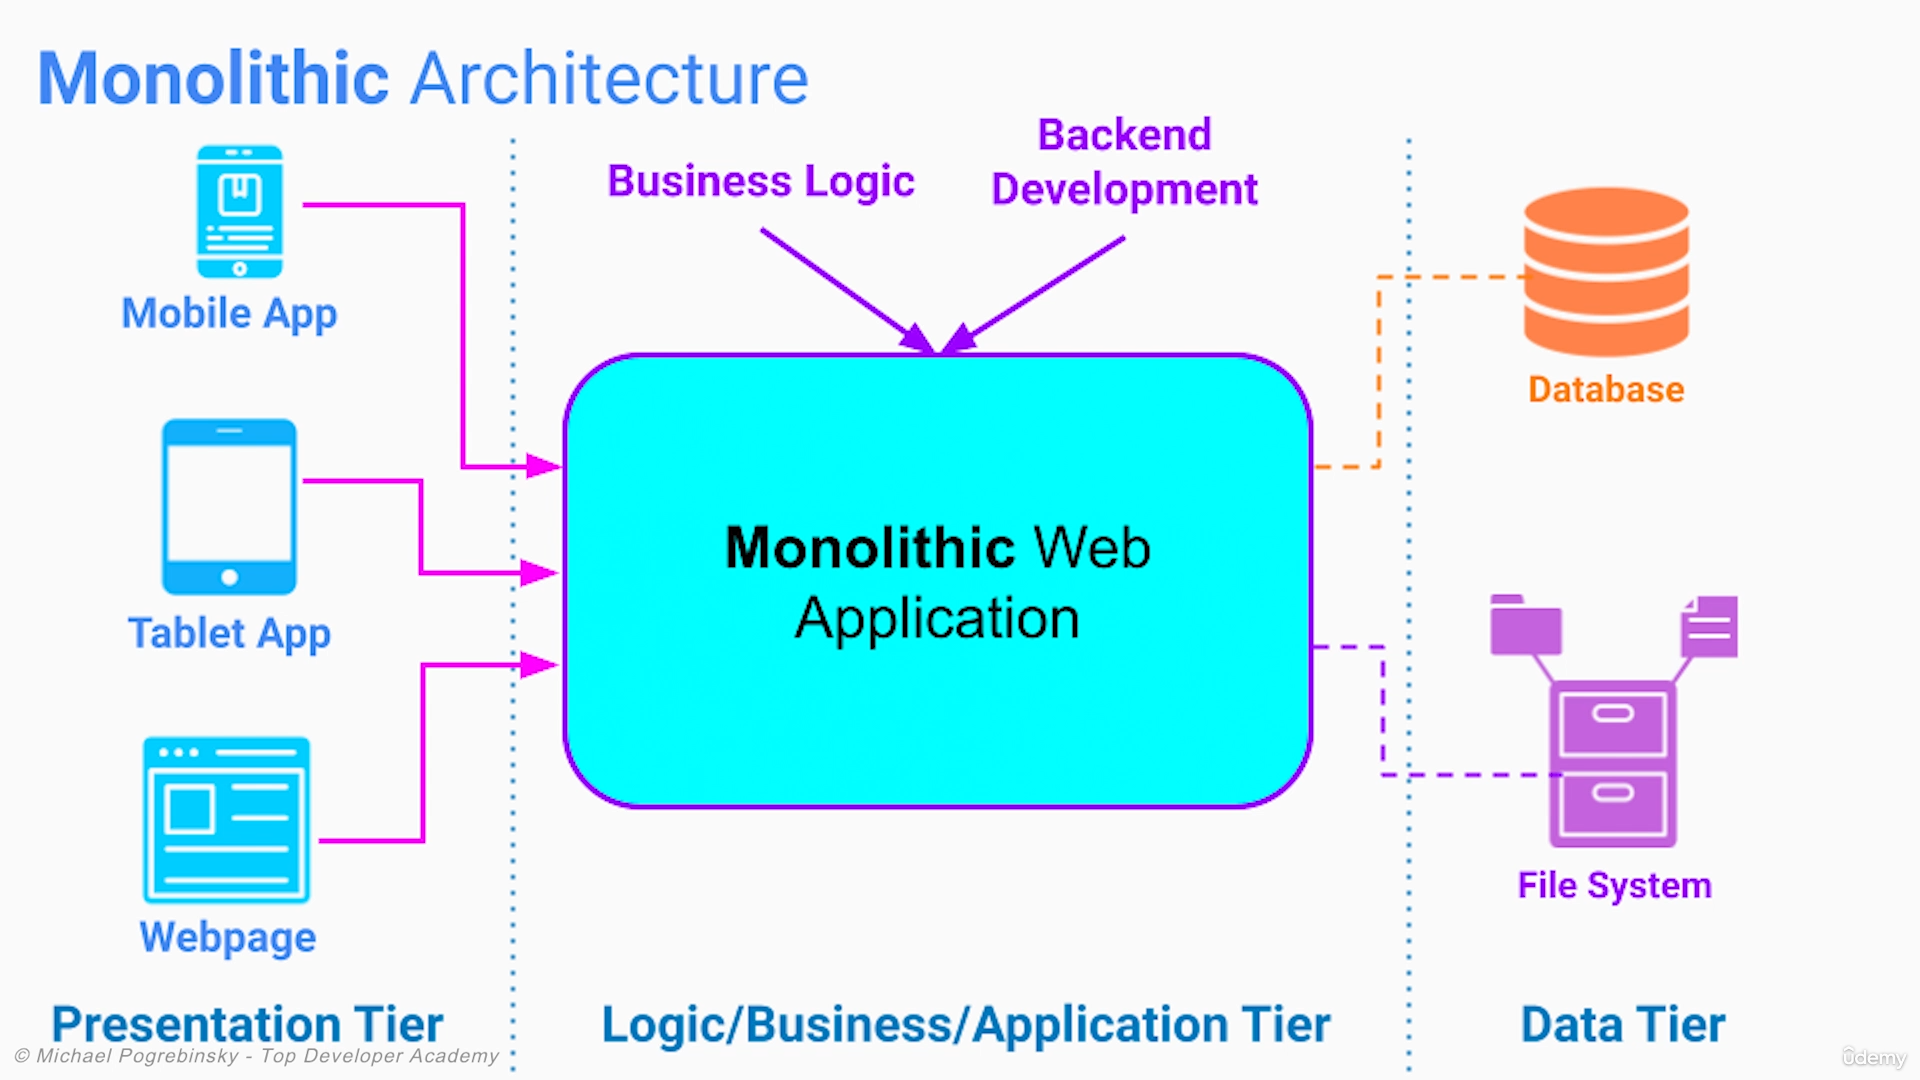 Monolithic Architecture
Business Logic
Backend
Development
Mobile App
Tablet App
Webpage
Monolithic Web
Application
Database
File System
Presentation Tier
Logic/Business/Application Tier
Data Tier
© Michael Pogrebinsky - Top Developer Academy
ûdemy